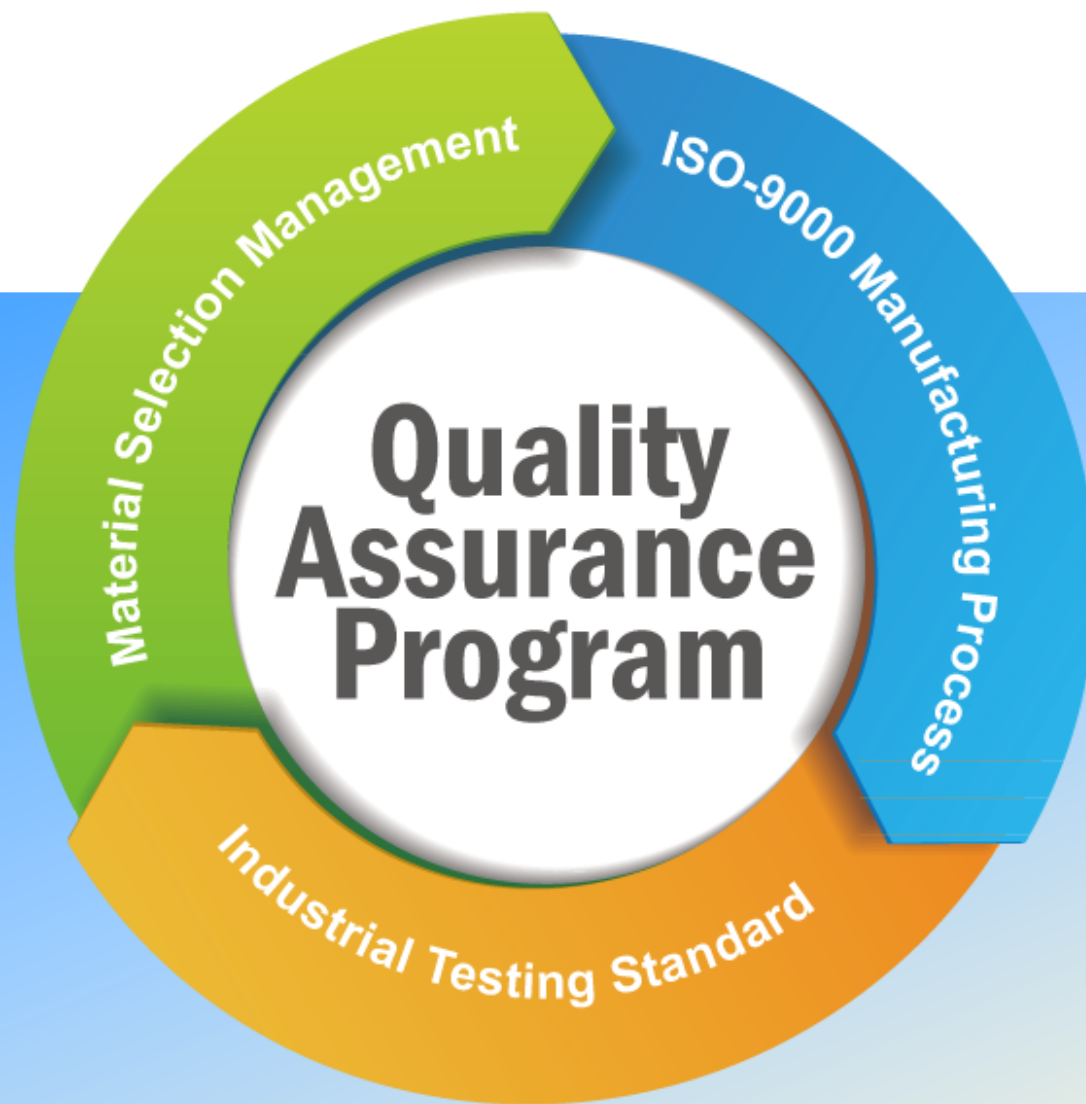 Material Selection Management
ISO-9000 Manufacturing Process
Quality
Assurance
Program
Industrial Testing Standard